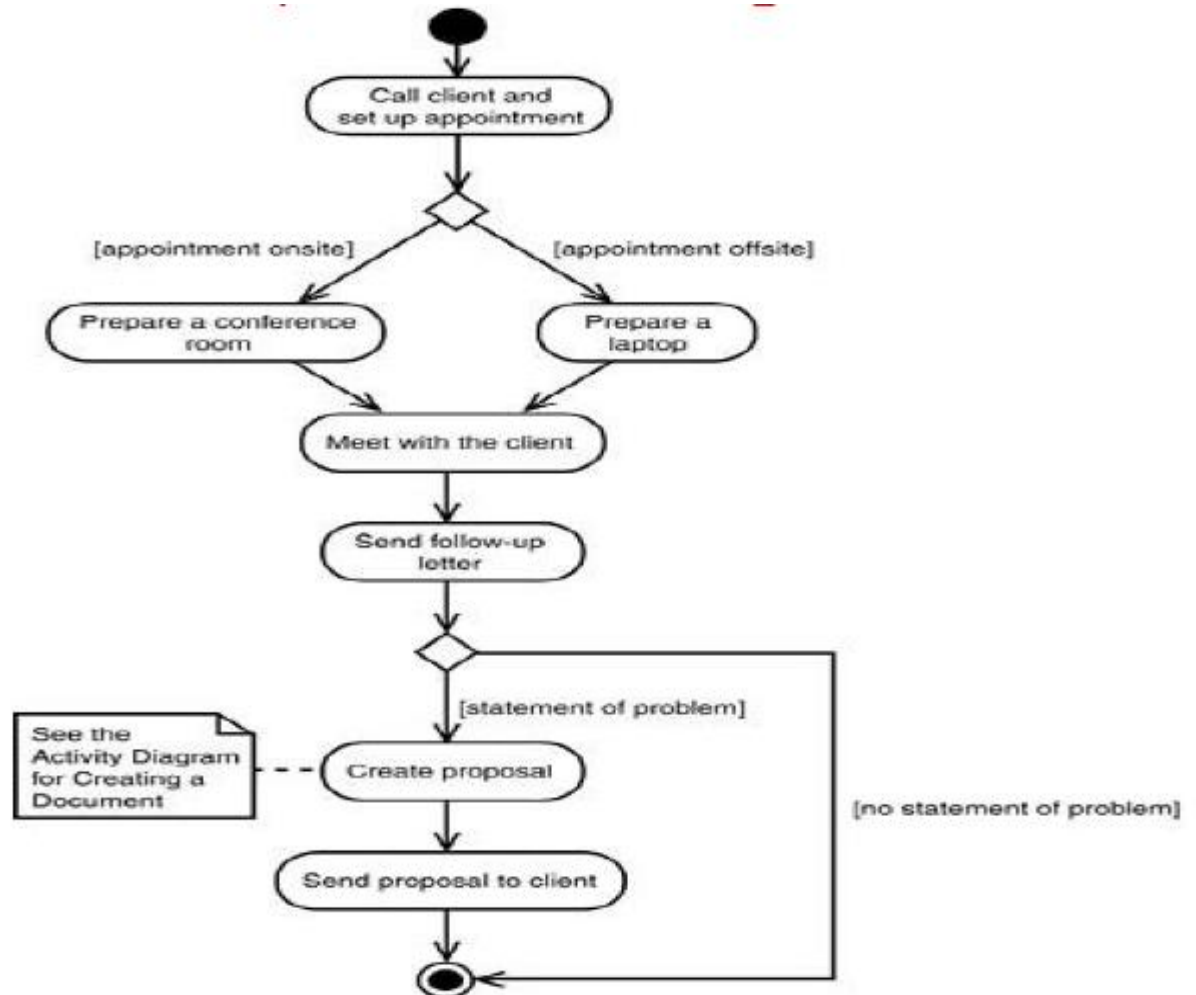 Call client and
set up appointment
[appointment onsite]
[appointment offsite]
Prepare a conference
room
Prepare a
laptop
Meet with the client
Send follow-up
letter
[statement of problem]
See the
Activity Diagram
for Creating a
Document
Create proposal
[no statement of problem]
Send proposal to client